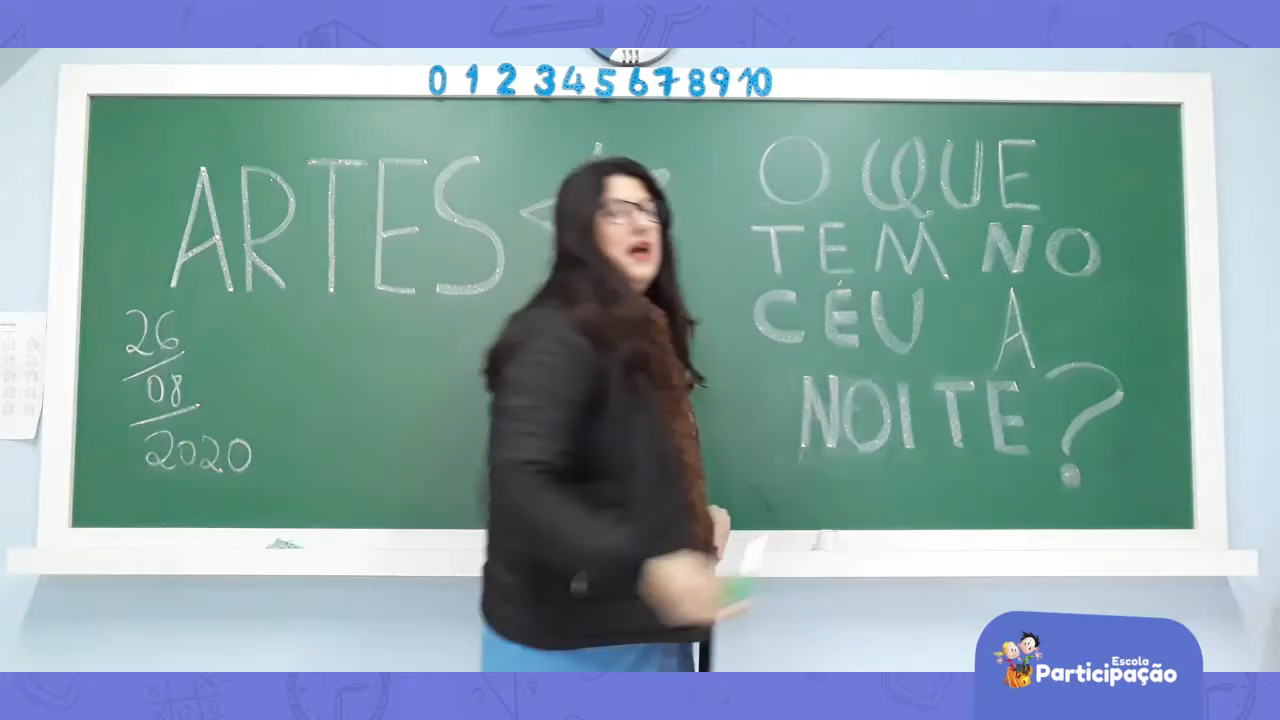 0 1 2 3 4 5 6 7 8 9 10
ARTES
26
08
2020
O QUE
TEM NO
CÉU A
NOITE?
Escola
Participação